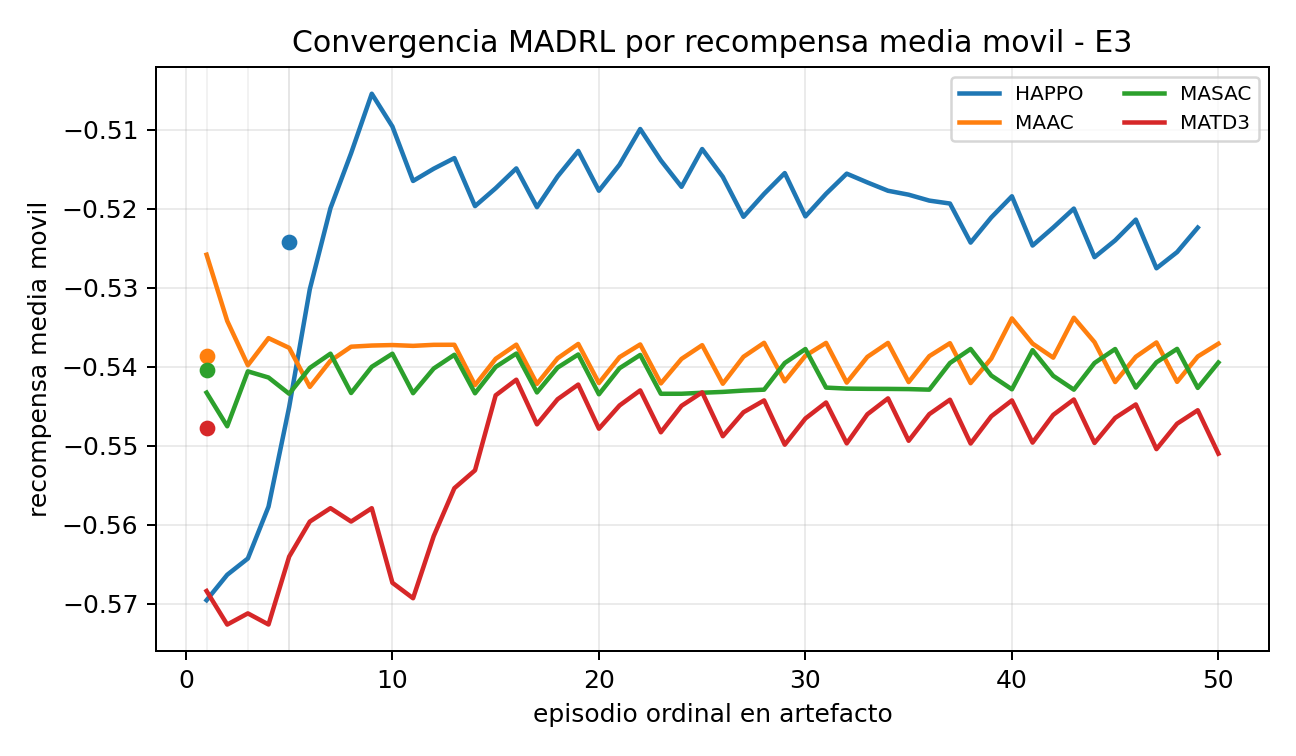 Convergencia MADRL por recompensa media movil - E3
HAPPO
MAAC
MASAC
MATD3
recompensa media movil
−0.51
−0.52
−0.53
−0.54
−0.55
−0.56
−0.57
0
10
20
30
40
50
episodio ordinal en artefacto